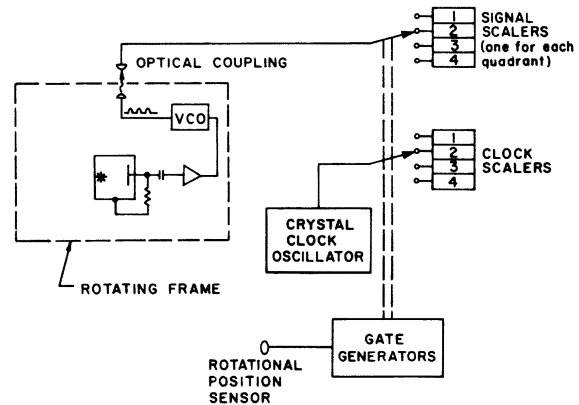 1
2
3
4
SIGNAL
SCALERS
(one for each
quadrant)
OPTICAL COUPLING
VCO
1
2
3
4
CLOCK
SCALERS
CRYSTAL
CLOCK
OSCILLATOR
ROTATING FRAME
GATE
GENERATORS
ROTATIONAL
POSITION
SENSOR